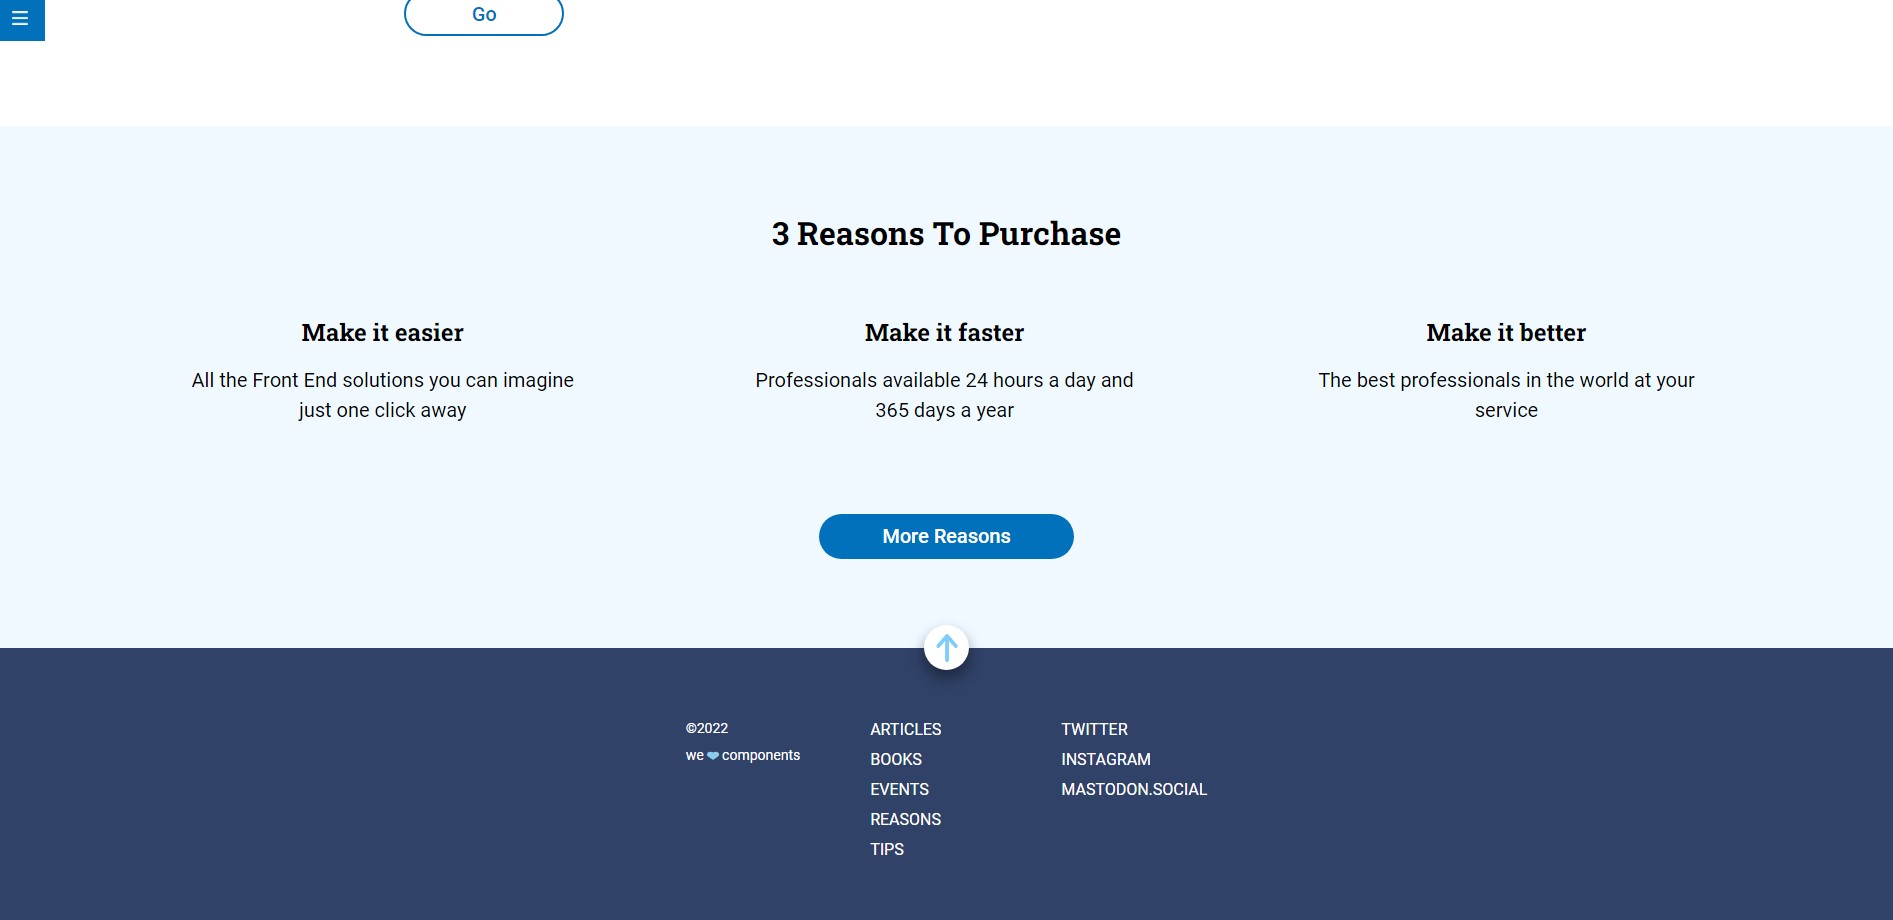 Go
3 Reasons To Purchase
Make it easier
All the Front End solutions you can imagine
just one click away
Make it faster
Professionals available 24 hours a day and
365 days a year
Make it better
The best professionals in the world at your
service
More Reasons
©2022
we components
ARTICLES
BOOKS
EVENTS
REASONS
TIPS
TWITTER
INSTAGRAM
MASTODON.SOCIAL